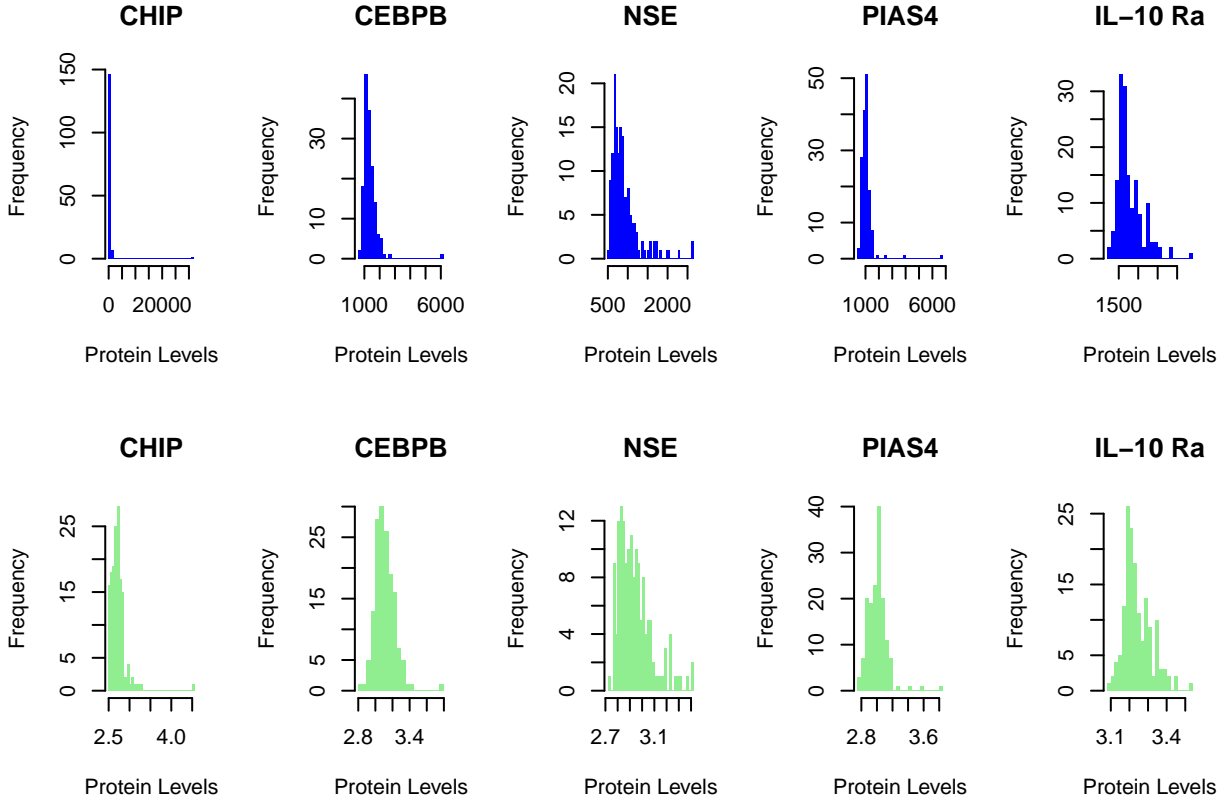 CHIP CEBPB NSE PIAS4 IL−10 Ra
Frequency Frequency Frequency Frequency Frequency
0 50 100 150
10 30
0 5 10 15 20
0 10 20 30 50
0 10 20 30
0 20000
1000 6000
500 2000
1000 6000
1500
Protein Levels Protein Levels Protein Levels Protein Levels Protein Levels
CHIP CEBPB NSE PIAS4 IL−10 Ra
Frequency Frequency Frequency Frequency Frequency
0 5 15 25
0 5 15 25
0 4 8 12
0 10 20 30 40
0 5 15 25
2.5 4.0
2.8 3.4
2.7 3.1
2.8 3.6
3.1 3.4
Protein Levels Protein Levels Protein Levels Protein Levels Protein Levels